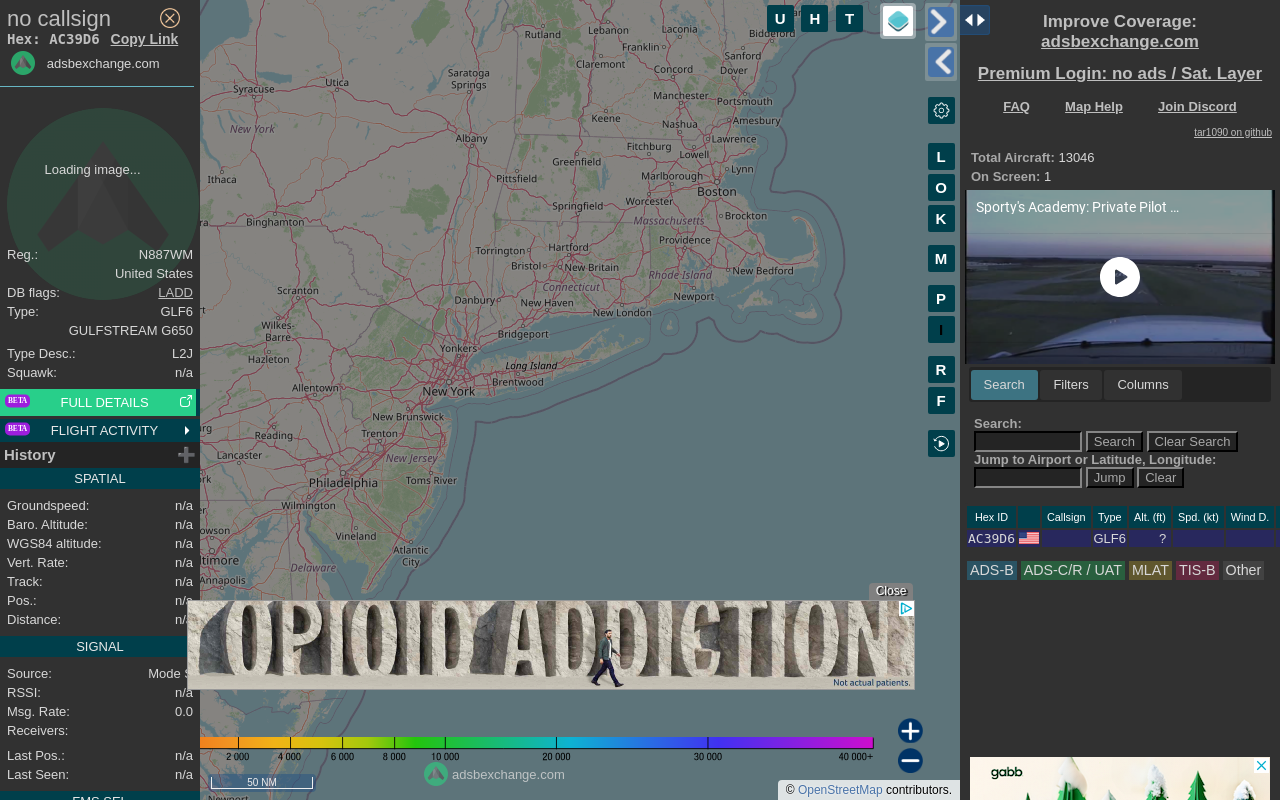 no callsign
Hex: AC39D6 Copy Link
adsbexchange.com
Loading image...
Reg.: N887WM
United States
DB flags: LADD
Type: GLF6
GULFSTREAM G650
Type Desc.: L2J
Squawk: n/a
BETA FULL DETAILS
BETA FLIGHT ACTIVITY
History
SPATIAL
Groundspeed: n/a
Baro. Altitude: n/a
WGS84 altitude: n/a
Vert. Rate: n/a
Track: n/a
Pos.: n/a
Distance: n/a
SIGNAL
Source: Mode S
RSSI: n/a
Msg. Rate: 0.0
Receivers:
Last Pos.: n/a
Last Seen: n/a
U H T
L
O
K
M
P
I
R
F
Rutland
Lebanon
Laconia
Biddeford
Franklin
Claremont
Sanford
Concord
Dover
Utica
Saratoga
Springs
Syracuse
Manchester
Portsmouth
Keene
Nashua
Amesbury
New York
Albany
Fitchburg
Lawrence
Lowell
Greenfield
Marlborough
Lynn
Ithaca
Pittsfield
Boston
Worcester
Springfield
Massachusetts
Brockton
Binghamton
Providence
Torrington
Hartford
Bristol
New Britain
Rhode Island
New Bedford
Connecticut
Scranton
Danbury
New Haven
Newport
New London
Wilkes-
Barre
Bridgeport
Hazleton
Yonkers
Long Island
Allentown
New York
Brentwood
New Brunswick
Reading
Trenton
Lancaster
New Jersey
Philadelphia
Toms River
Wilmington
Vineland
Atlantic
City
Annapolis
Delaware
Close
OPIOID ADDICTION
Not actual patients.
2 000 4 000 6 000 8 000 10 000 20 000 30 000 40 000+
50 NM
adsbexchange.com
© OpenStreetMap contributors.
Improve Coverage:
adsbexchange.com
Premium Login: no ads / Sat. Layer
FAQ Map Help Join Discord
tar1090 on github
Total Aircraft: 13046
On Screen: 1
Sporty's Academy: Private Pilot …
Search Filters Columns
Search:
Search Clear Search
Jump to Airport or Latitude, Longitude:
Jump Clear
Hex ID Callsign Type Alt. (ft) Spd. (kt) Wind D.
AC39D6 GLF6 ?
ADS-B ADS-C/R / UAT MLAT TIS-B Other
gabb